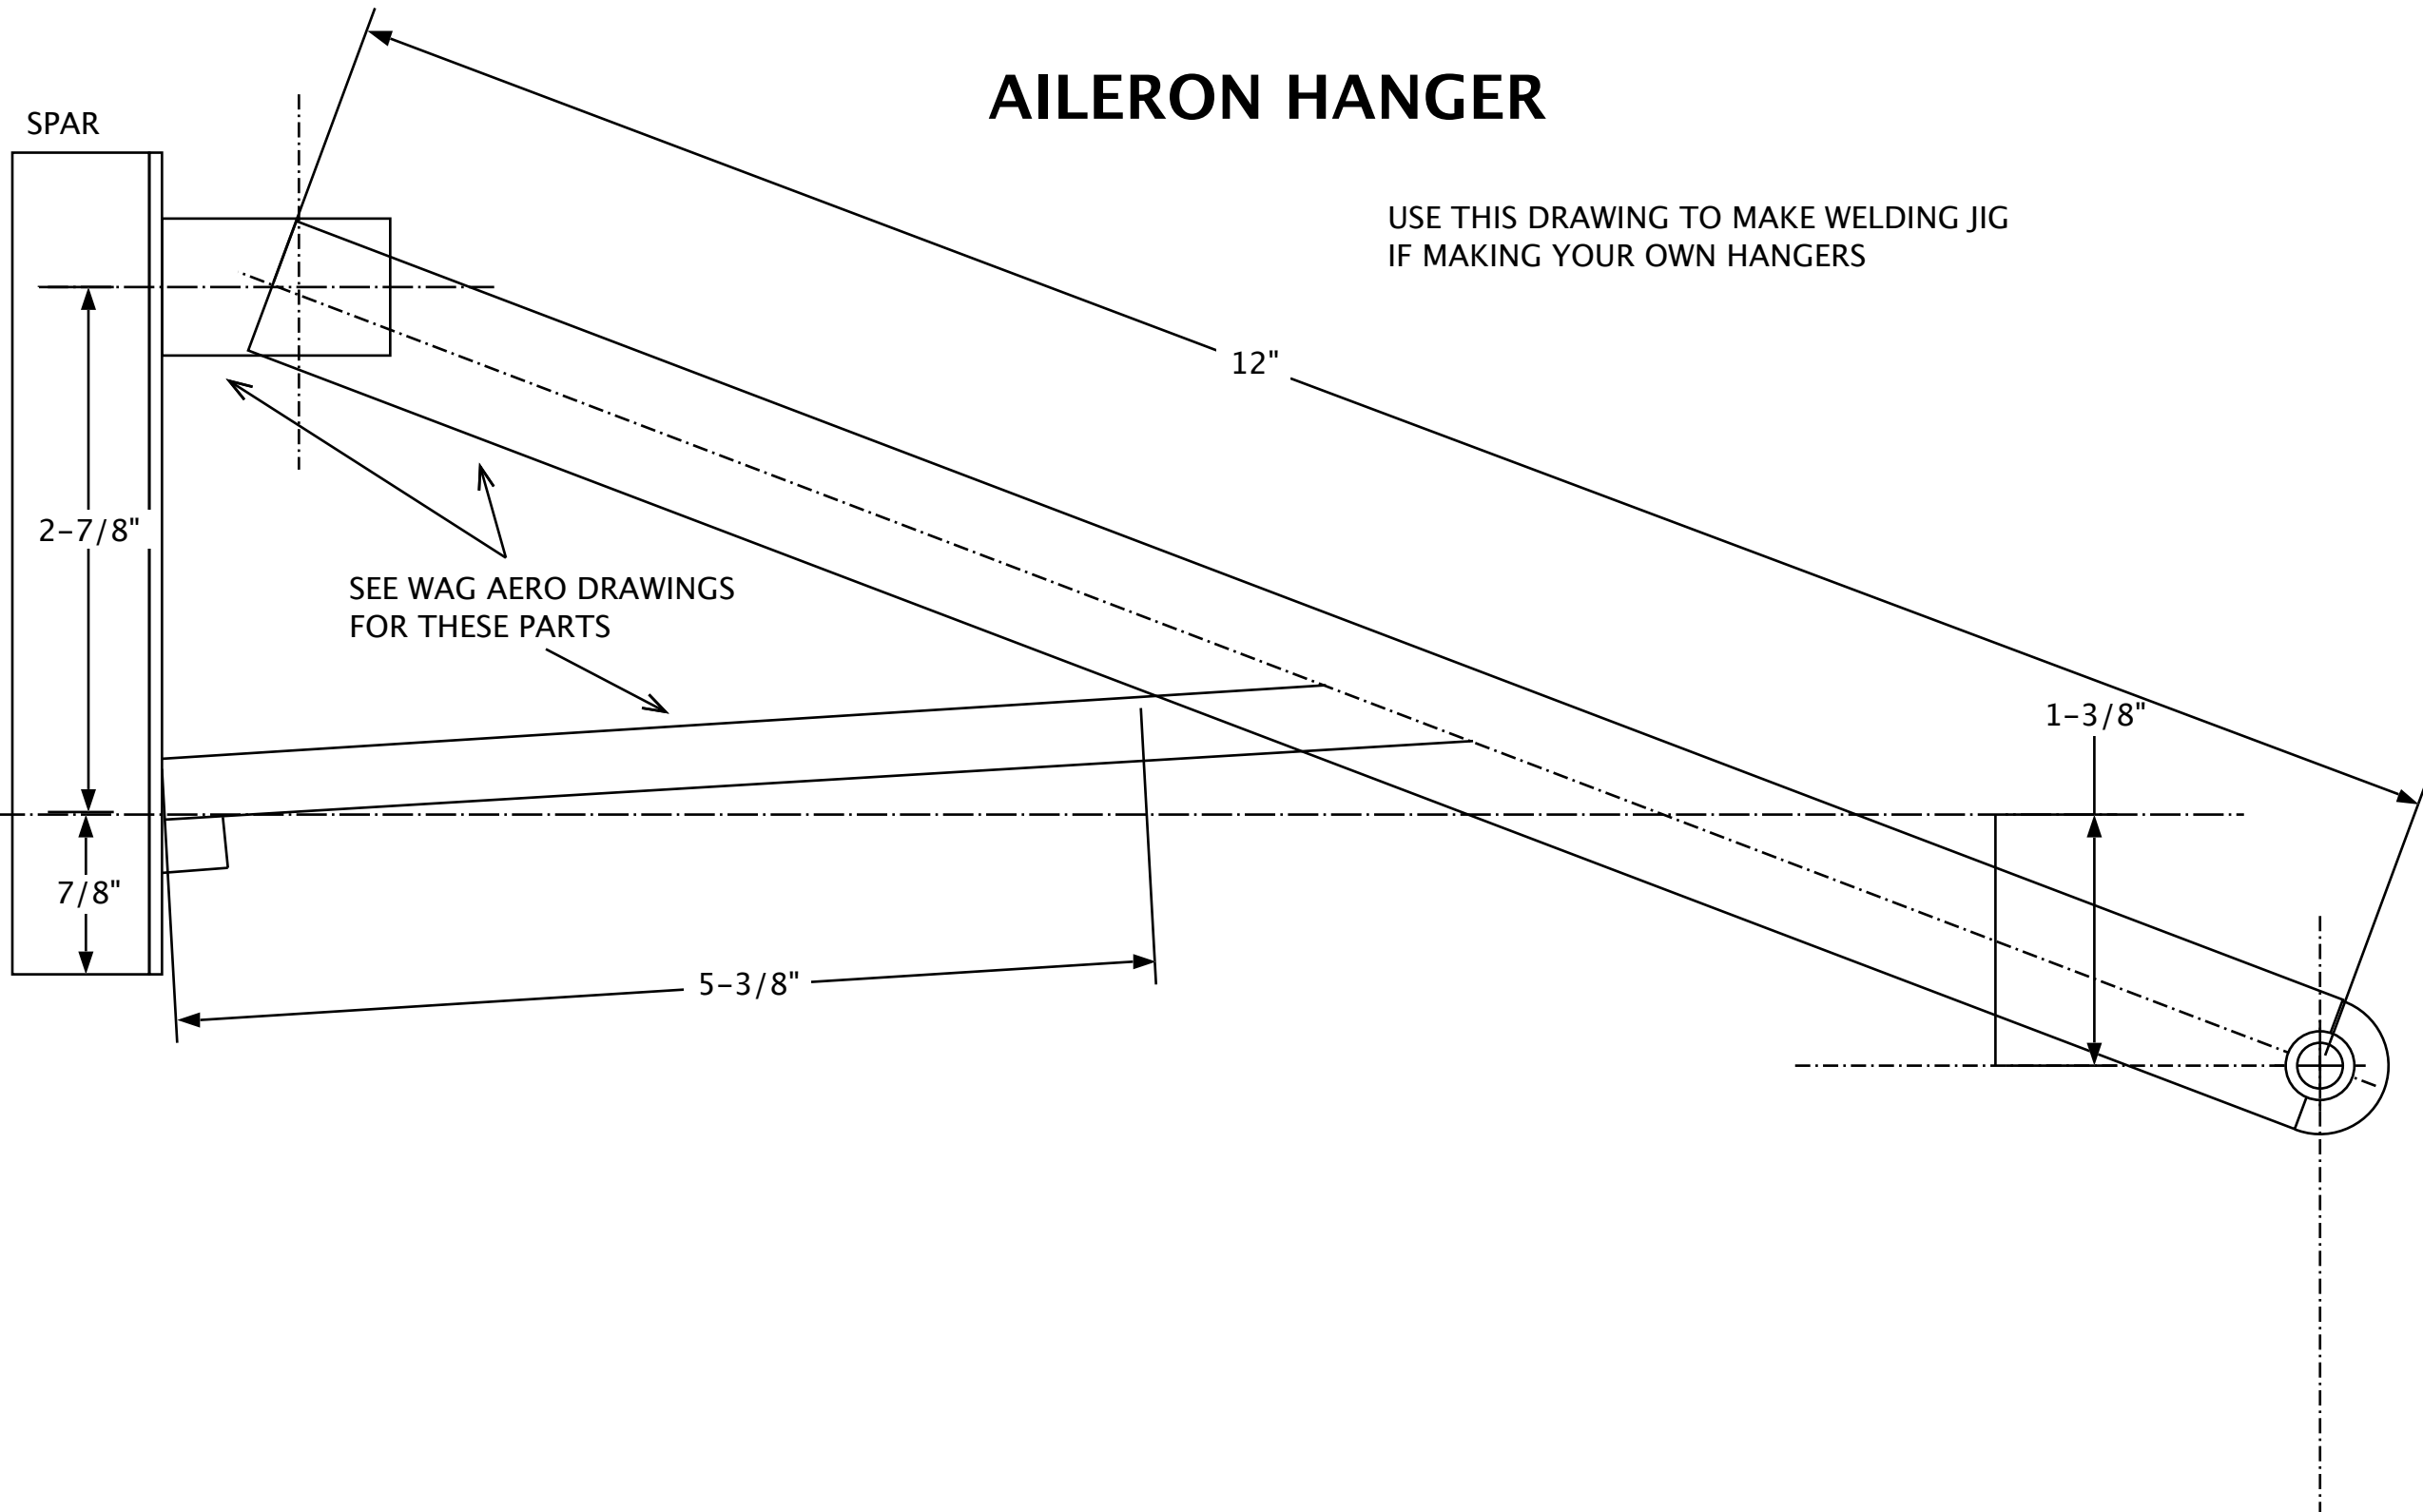 AILERON HANGER
SPAR
USE THIS DRAWING TO MAKE WELDING JIG
IF MAKING YOUR OWN HANGERS
12"
2-7/8"
SEE WAG AERO DRAWINGS
FOR THESE PARTS
1-3/8"
7/8"
5-3/8"